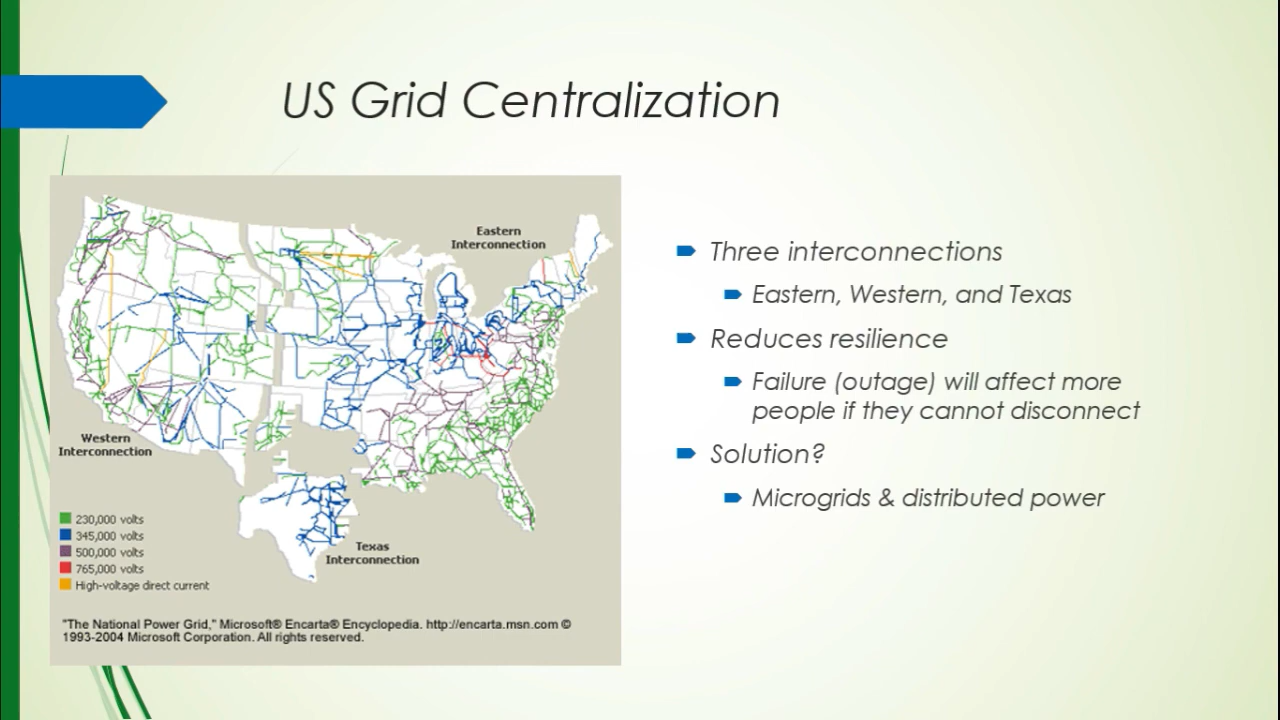 US Grid Centralization
Eastern
Interconnection
Western
Interconnection
Texas
Interconnection
230,000 volts
345,000 volts
500,000 volts
765,000 volts
High-voltage direct current
"The National Power Grid," Microsoft® Encarta® Encyclopedia. http://encarta.msn.com ©
1993-2004 Microsoft Corporation. All rights reserved.
Three interconnections
Eastern, Western, and Texas
Reduces resilience
Failure (outage) will affect more
people if they cannot disconnect
Solution?
Microgrids & distributed power